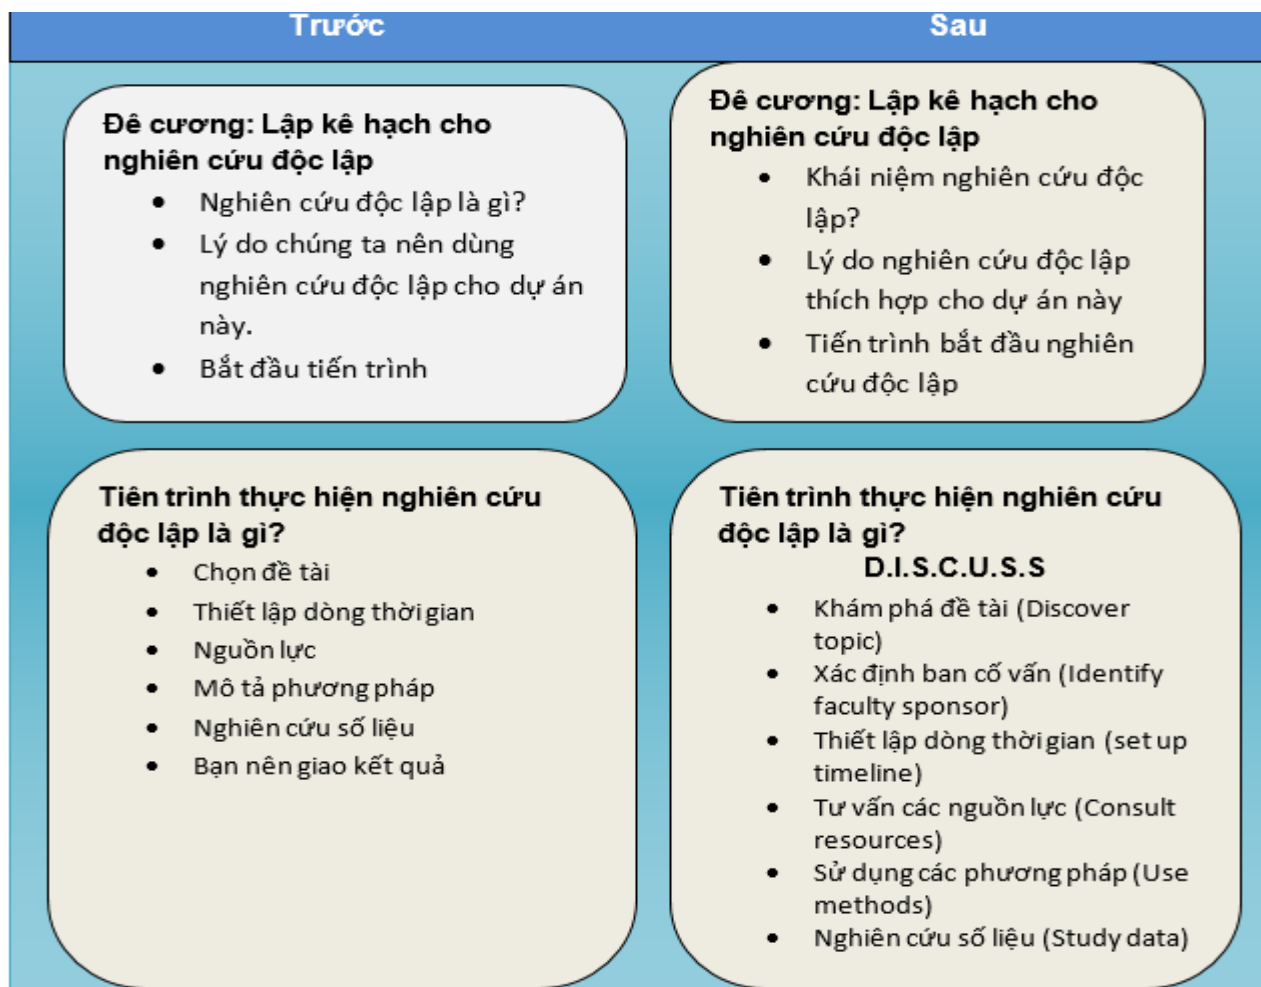 Trước
Sau
Đê cương: Lập kê hạch cho
nghiên cứu độc lập
• Nghiên cứu độc lập là gì?
• Lý do chúng ta nên dùng
nghiên cứu độc lập cho dự án
này.
• Bắt đầu tiến trình
Đê cương: Lập kê hạch cho
nghiên cứu độc lập
• Khái niệm nghiên cứu độc
lập?
• Lý do nghiên cứu độc lập
thích hợp cho dự án này
• Tiến trình bắt đầu nghiên
cứu độc lập
Tiên trình thực hiện nghiên cứu
độc lập là gì?
• Chọn đề tài
• Thiết lập dòng thời gian
• Nguồn lực
• Mô tả phương pháp
• Nghiên cứu số liệu
• Bạn nên giao kết quả
Tiên trình thực hiện nghiên cứu
độc lập là gì?
D.I.S.C.U.S.S
• Khám phá đề tài (Discover
topic)
• Xác định ban cố vấn (Identify
faculty sponsor)
• Thiết lập dòng thời gian (set up
timeline)
• Tư vấn các nguồn lực (Consult
resources)
• Sử dụng các phương pháp (Use
methods)
• Nghiên cứu số liệu (Study data)